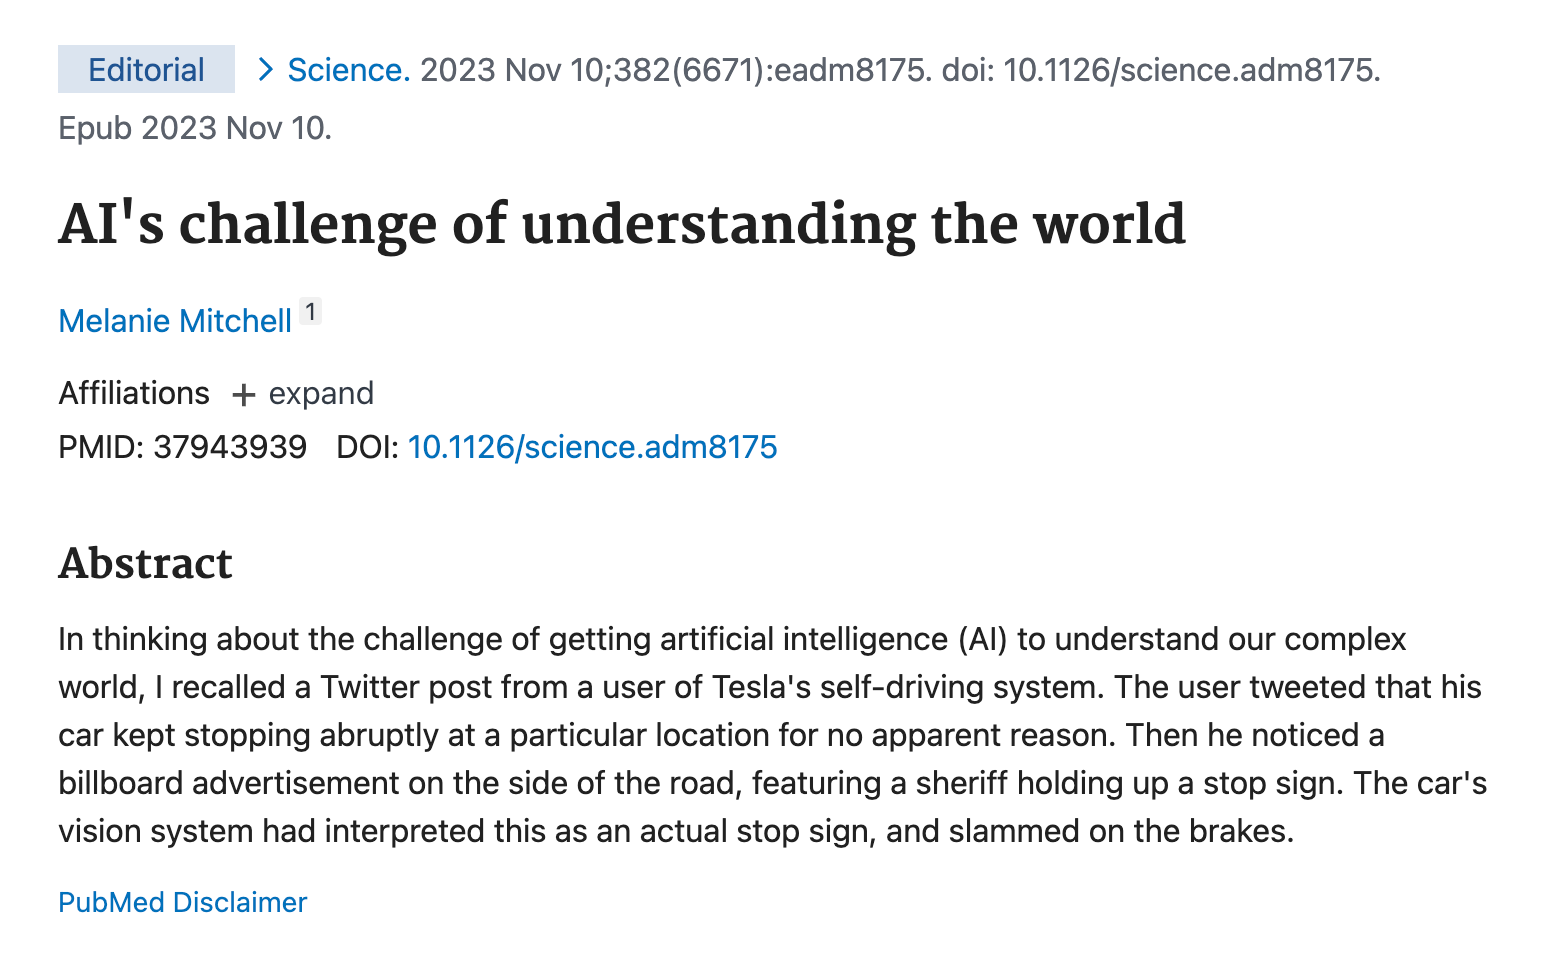 Editorial > Science. 2023 Nov 10;382(6671):eadm8175. doi: 10.1126/science.adm8175.
Epub 2023 Nov 10.
AI's challenge of understanding the world
Melanie Mitchell 1
Affiliations + expand
PMID: 37943939 DOI: 10.1126/science.adm8175
Abstract
In thinking about the challenge of getting artificial intelligence (AI) to understand our complex
world, I recalled a Twitter post from a user of Tesla's self-driving system. The user tweeted that his
car kept stopping abruptly at a particular location for no apparent reason. Then he noticed a
billboard advertisement on the side of the road, featuring a sheriff holding up a stop sign. The car's
vision system had interpreted this as an actual stop sign, and slammed on the brakes.
PubMed Disclaimer